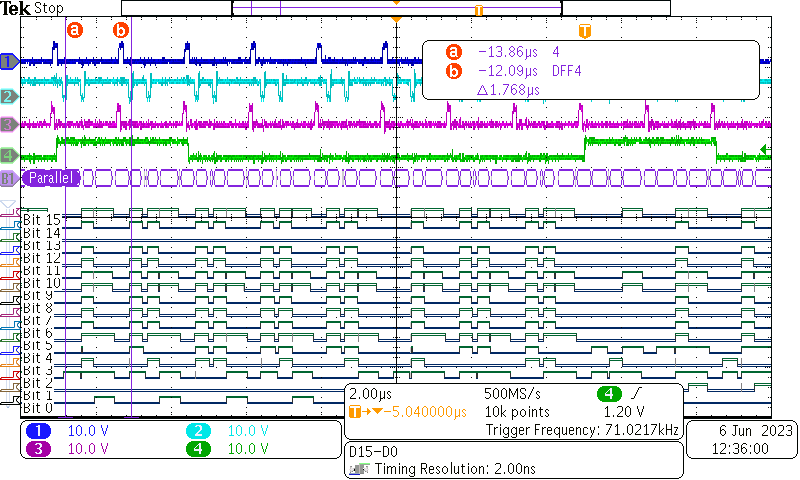 Tek Stop
a b T
T
a -13.86µs 4
b -12.09µs DFF4
△1.768µs
1
2
3
4
B1 Parallel
Bit 15
Bit 14
Bit 13
Bit 12
Bit 11
Bit 10
Bit 9
Bit 8
Bit 7
Bit 6
Bit 5
Bit 4
Bit 3
Bit 2
Bit 1
Bit 0
2.00µs 500MS/s 4
T→▼-5.040000µs 10k points 1.20 V
Trigger Frequency: 71.0217kHz
1 10.0 V 2 10.0 V
3 10.0 V 4 10.0 V
D15-D0
Timing Resolution: 2.00ns
6 Jun 2023
12:36:00